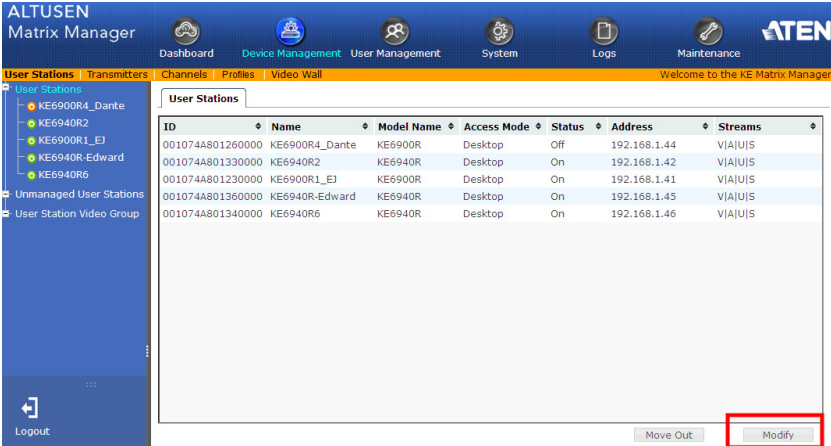 ALTUSEN
Matrix Manager
Dashboard Device Management User Management System Logs Maintenance
ATEN
User Stations | Transmitters | Channels | Profiles | Video Wall Welcome to the KE Matrix Manager
User Stations
KE6900R4_Dante
KE6940R2
KE6900R1_EJ
KE6940R-Edward
KE6940R6
Unmanaged User Stations
User Station Video Group
Logout
User Stations
ID Name Model Name Access Mode Status Address Streams
001074A801260000 KE6900R4_Dante KE6900R Desktop Off 192.168.1.44 V|A|U|S
001074A801330000 KE6940R2 KE6940R Desktop On 192.168.1.42 V|A|U|S
001074A801230000 KE6900R1_EJ KE6900R Desktop On 192.168.1.41 V|A|U|S
001074A801360000 KE6940R-Edward KE6940R Desktop On 192.168.1.45 V|A|U|S
001074A801340000 KE6940R6 KE6940R Desktop On 192.168.1.46 V|A|U|S
Move Out Modify